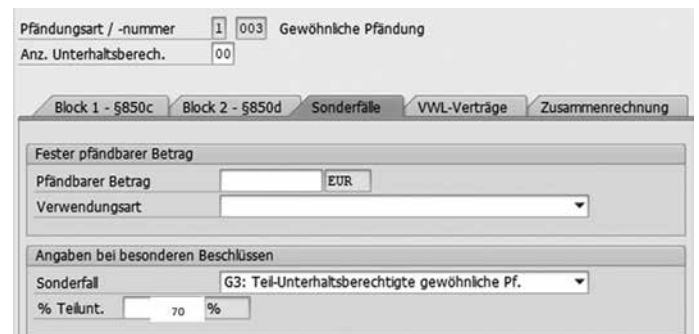 Pfändungsart / -nummer 1 003 Gewöhnliche Pfändung
Anz. Unterhaltsberech. 00
Block 1 - §850c Block 2 - §850d Sonderfälle VWL-Verträge Zusammenrechnung
Fester pfändbarer Betrag
Pfändbarer Betrag EUR
Verwendungsart
Angaben bei besonderen Beschlüssen
Sonderfall G3: Teil-Unterhaltsberechtigte gewöhnliche Pf.
% Teilunt. 70 %